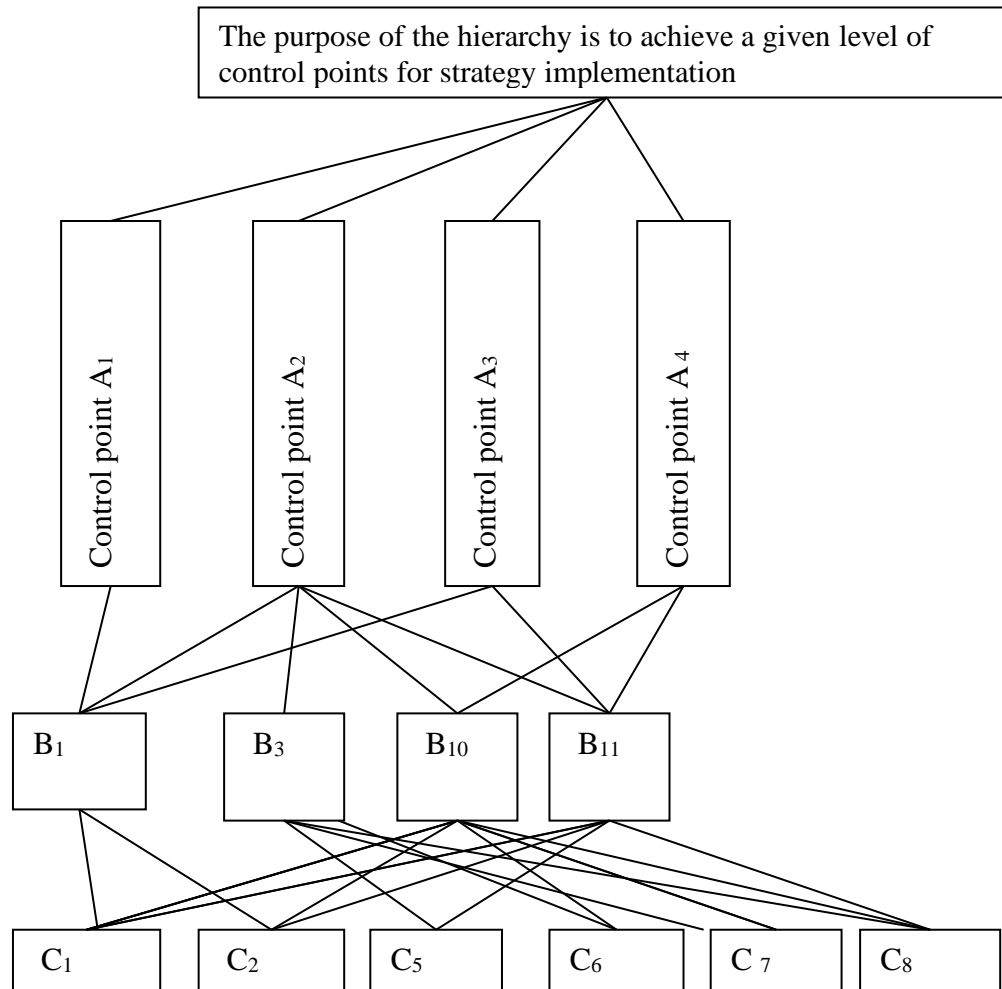 The purpose of the hierarchy is to achieve a given level of
control points for strategy implementation
Control point A1
Control point A2
Control point A3
Control point A 4
B1
B3
B10
B11
C1
C2
C5
C6
C 7
C8